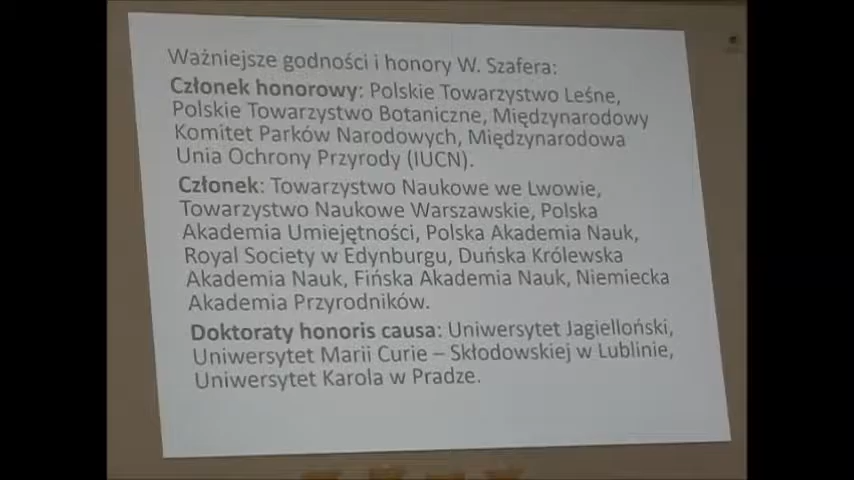 Ważniejsze godności i honory W. Szafera:
Członek honorowy: Polskie Towarzystwo Leśne,
Polskie Towarzystwo Botaniczne, Międzynarodowy
Komitet Parków Narodowych, Międzynarodowa
Unia Ochrony Przyrody (IUCN).
Członek: Towarzystwo Naukowe we Lwowie,
Towarzystwo Naukowe Warszawskie, Polska
Akademia Umiejętności, Polska Akademia Nauk,
Royal Society w Edynburgu, Duńska Królewska
Akademia Nauk, Fińska Akademia Nauk, Niemiecka
Akademia Przyrodników.
Doktoraty honoris causa: Uniwersytet Jagielloński,
Uniwersytet Marii Curie – Skłodowskiej w Lublinie,
Uniwersytet Karola w Pradze.